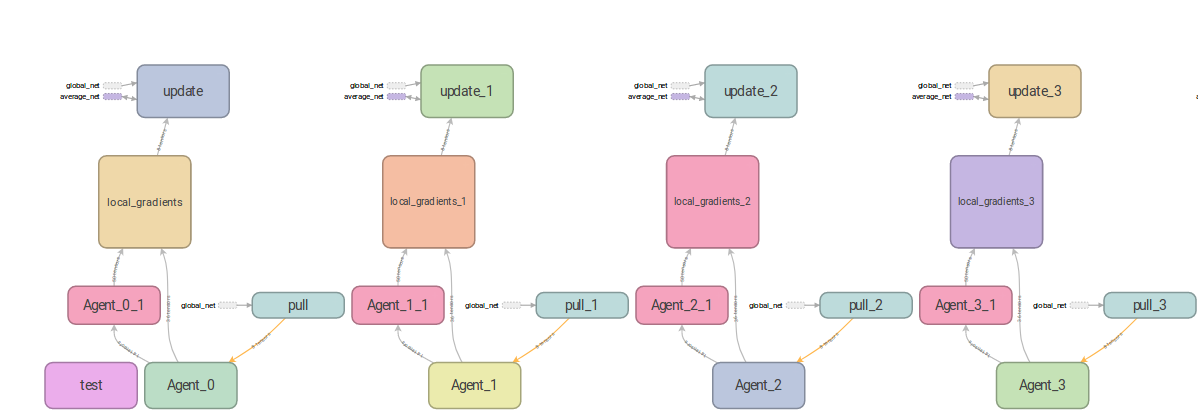 global_net
average_net
update
global_net
average_net
update_1
global_net
average_net
update_2
global_net
average_net
update_3
local_gradients
local_gradients_1
local_gradients_2
local_gradients_3
Agent_0_1
global_net
pull
Agent_1_1
global_net
pull_1
Agent_2_1
global_net
pull_2
Agent_3_1
global_net
pull_3
test
Agent_0
Agent_1
Agent_2
Agent_3